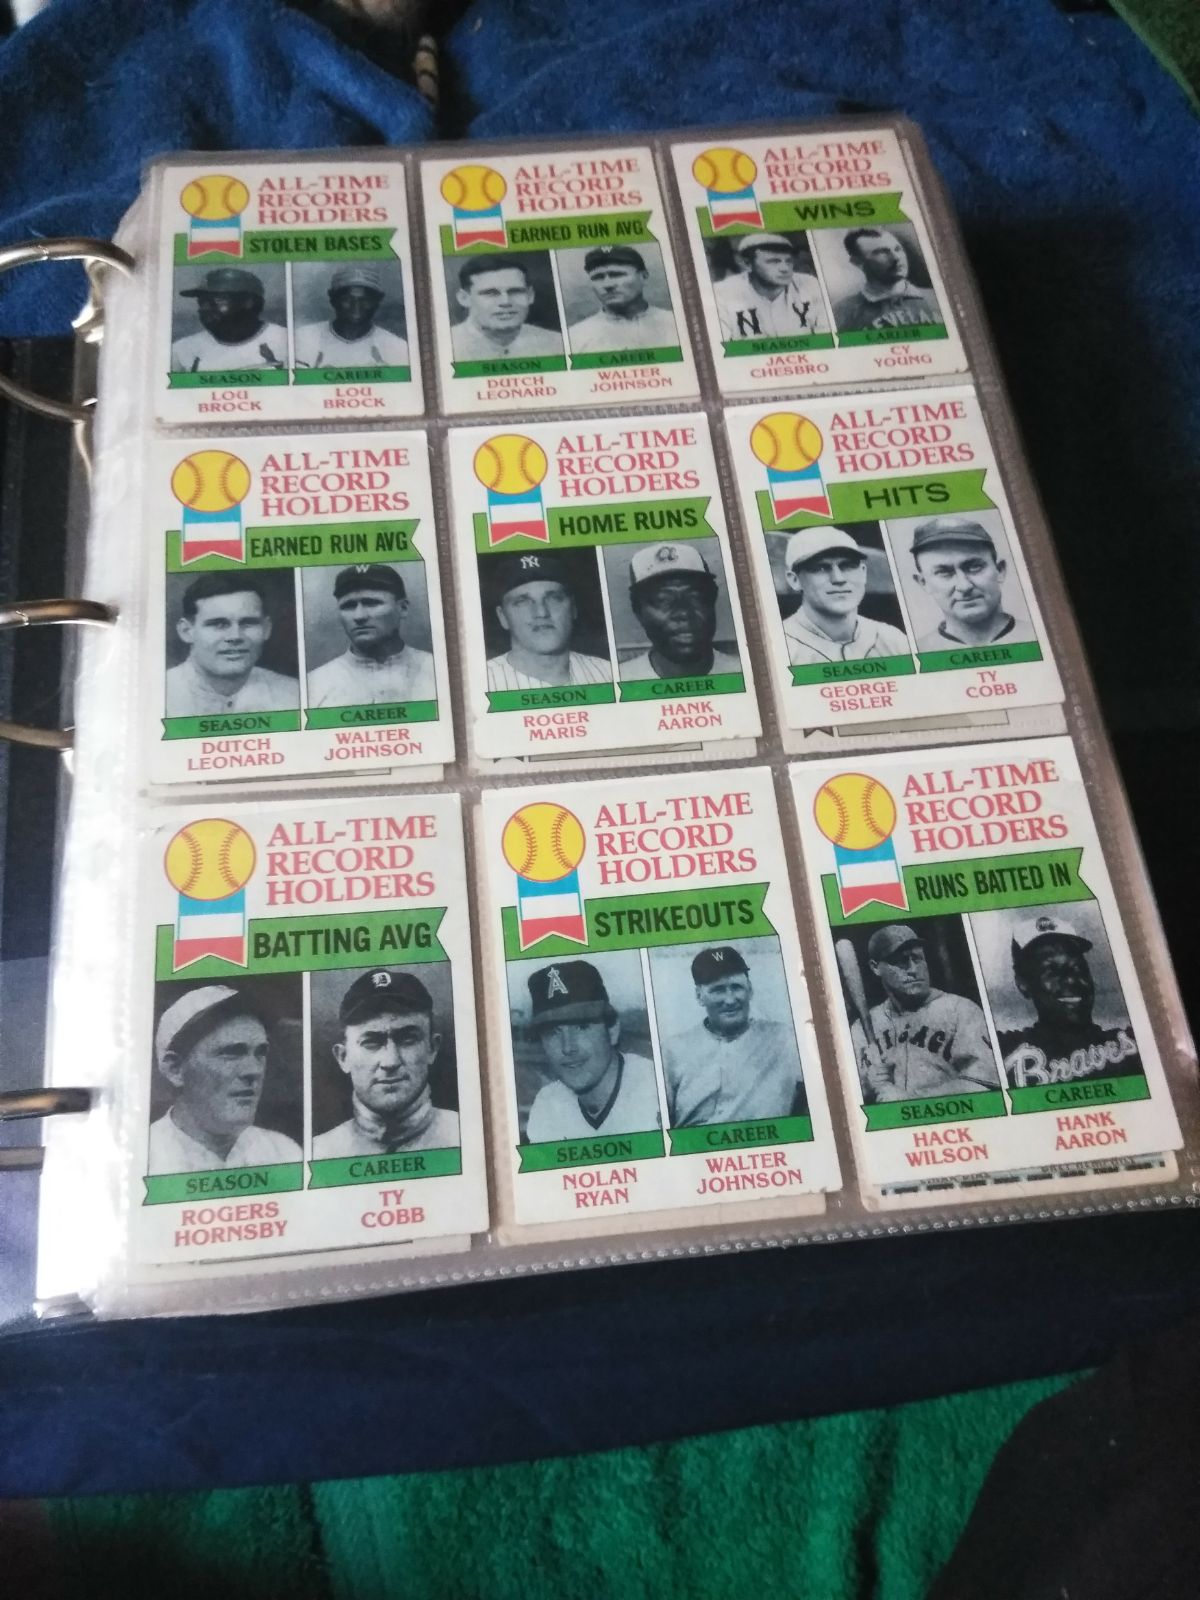 ALL-TIME
RECORD
HOLDERS
STOLEN BASES
SEASON
CAREER
LOU
BROCK
LOU
BROCK
ALL-TIME
RECORD
HOLDERS
EARNED RUN AVG
W
SEASON
CAREER
DUTCH
LEONARD
WALTER
JOHNSON
ALL-TIME
RECORD
HOLDERS
WINS
N Y
CLEVELA
SEASON
CAREER
JACK
CHESBRO
CY
YOUNG
ALL-TIME
RECORD
HOLDERS
EARNED RUN AVG
W
SEASON
CAREER
DUTCH
LEONARD
WALTER
JOHNSON
ALL-TIME
RECORD
HOLDERS
HOME RUNS
NY
a
SEASON
CAREER
ROGER
MARIS
HANK
AARON
ALL-TIME
RECORD
HOLDERS
HITS
SEASON
CAREER
GEORGE
SISLER
TY
COBB
ALL-TIME
RECORD
HOLDERS
BATTING AVG
D
SEASON
CAREER
ROGERS
HORNSBY
TY
COBB
ALL-TIME
RECORD
HOLDERS
STRIKEOUTS
A
W
SEASON
CAREER
NOLAN
RYAN
WALTER
JOHNSON
ALL-TIME
RECORD
HOLDERS
RUNS BATTED IN
CHICAG
Braves
SEASON
CAREER
HACK
WILSON
HANK
AARON